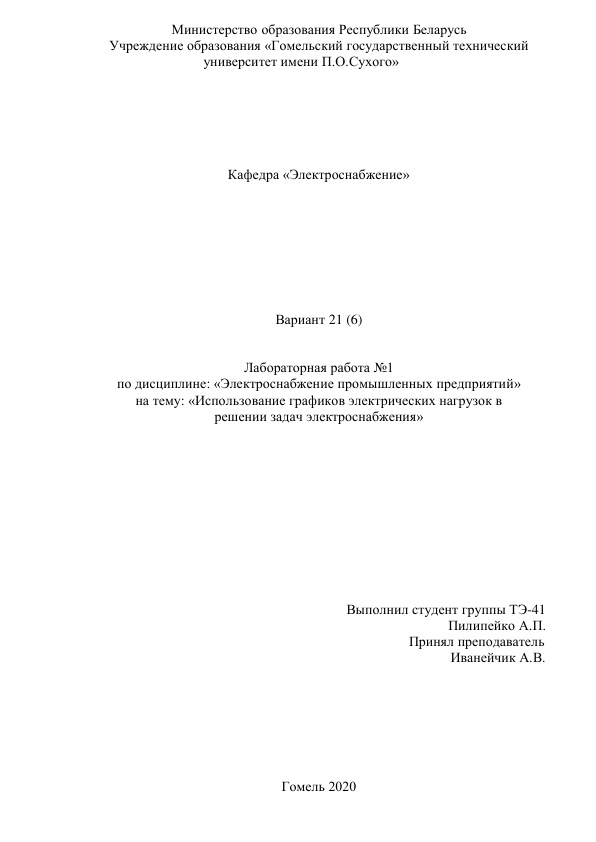 Министерство образования Республики Беларусь
Учреждение образования «Гомельский государственный технический
университет имени П.О.Сухого»
Кафедра «Электроснабжение»
Вариант 21 (6)
Лабораторная работа №1
по дисциплине: «Электроснабжение промышленных предприятий»
на тему: «Использование графиков электрических нагрузок в
решении задач электроснабжения»
Выполнил студент группы ТЭ-41
Пилипейко А.П.
Принял преподаватель
Иванейчик А.В.
Гомель 2020